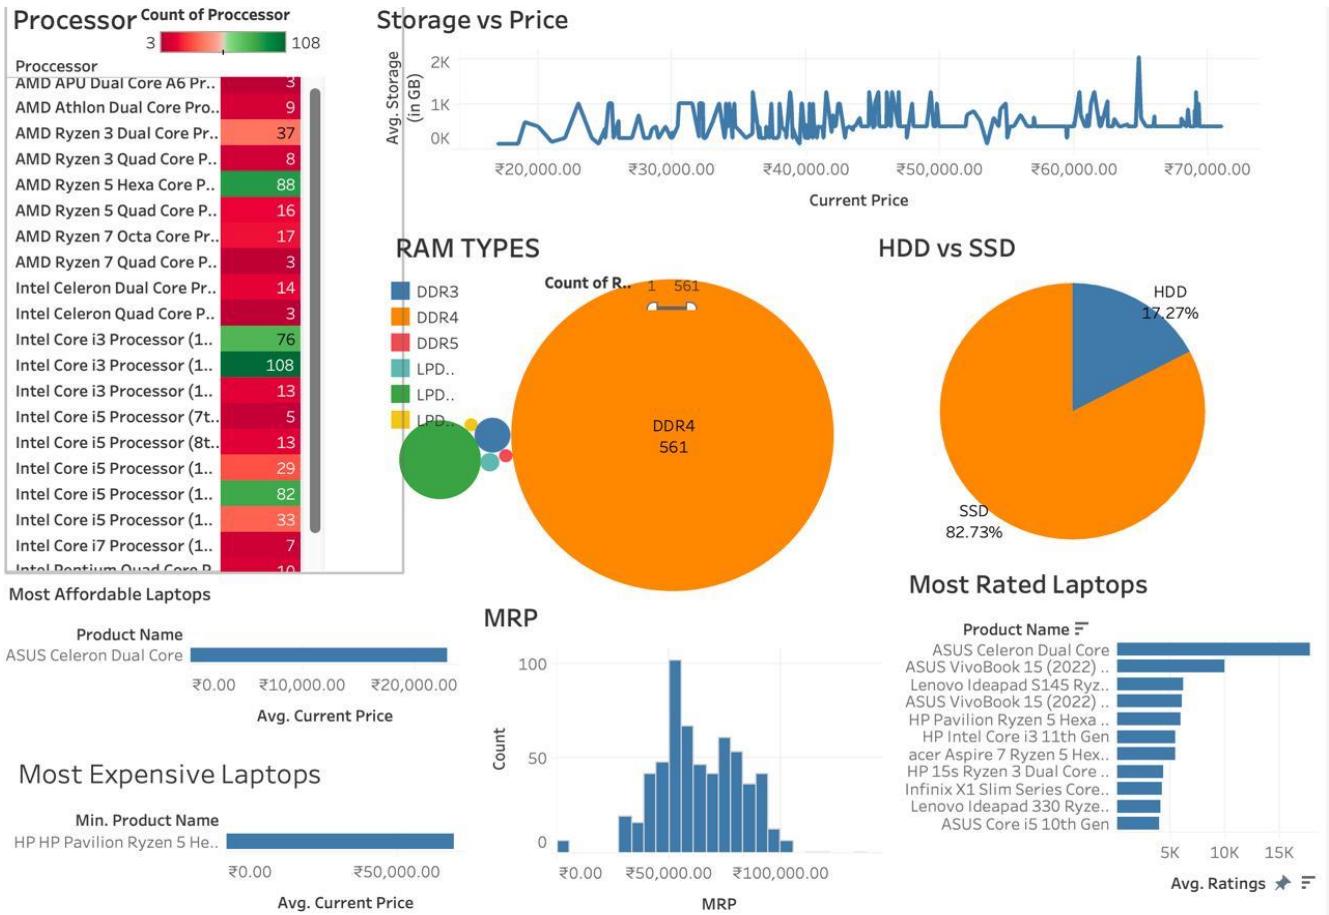 Processor
Count of Proccessor
3 108
Proccessor
AMD APU Dual Core A6 Pr.. 3
AMD Athlon Dual Core Pro.. 9
AMD Ryzen 3 Dual Core Pr.. 37
AMD Ryzen 3 Quad Core P.. 8
AMD Ryzen 5 Hexa Core P.. 88
AMD Ryzen 5 Quad Core P.. 16
AMD Ryzen 7 Octa Core Pr.. 17
AMD Ryzen 7 Quad Core P.. 3
Intel Celeron Dual Core Pr.. 14
Intel Celeron Quad Core P.. 3
Intel Core i3 Processor (1.. 76
Intel Core i3 Processor (1.. 108
Intel Core i3 Processor (1.. 13
Intel Core i5 Processor (7t.. 5
Intel Core i5 Processor (8t.. 13
Intel Core i5 Processor (1.. 29
Intel Core i5 Processor (1.. 82
Intel Core i5 Processor (1.. 33
Intel Core i7 Processor (1.. 7
Intel Pentium Quad Core P.. 10
Storage vs Price
Avg. Storage
(in GB)
2K
1K
0K
₹20,000.00 ₹30,000.00 ₹40,000.00 ₹50,000.00 ₹60,000.00 ₹70,000.00
Current Price
RAM TYPES
Count of R.. 1 561
DDR3
DDR4
DDR5
LPD..
LPD..
LPD..
DDR4
561
HDD vs SSD
HDD
17.27%
SSD
82.73%
Most Affordable Laptops
Product Name
ASUS Celeron Dual Core
₹0.00 ₹10,000.00 ₹20,000.00
Avg. Current Price
Most Expensive Laptops
Min. Product Name
HP HP Pavilion Ryzen 5 He..
₹0.00 ₹50,000.00
Avg. Current Price
MRP
Count
100
50
0
₹0.00 ₹50,000.00 ₹100,000.00
MRP
Most Rated Laptops
Product Name
ASUS Celeron Dual Core
ASUS VivoBook 15 (2022) ..
Lenovo Ideapad S145 Ryz..
ASUS VivoBook 15 (2022) ..
HP Pavilion Ryzen 5 Hexa ..
HP Intel Core i3 11th Gen
acer Aspire 7 Ryzen 5 Hex..
HP 15s Ryzen 3 Dual Core ..
Infinix X1 Slim Series Core..
Lenovo Ideapad 330 Ryze..
ASUS Core i5 10th Gen
5K 10K 15K
Avg. Ratings